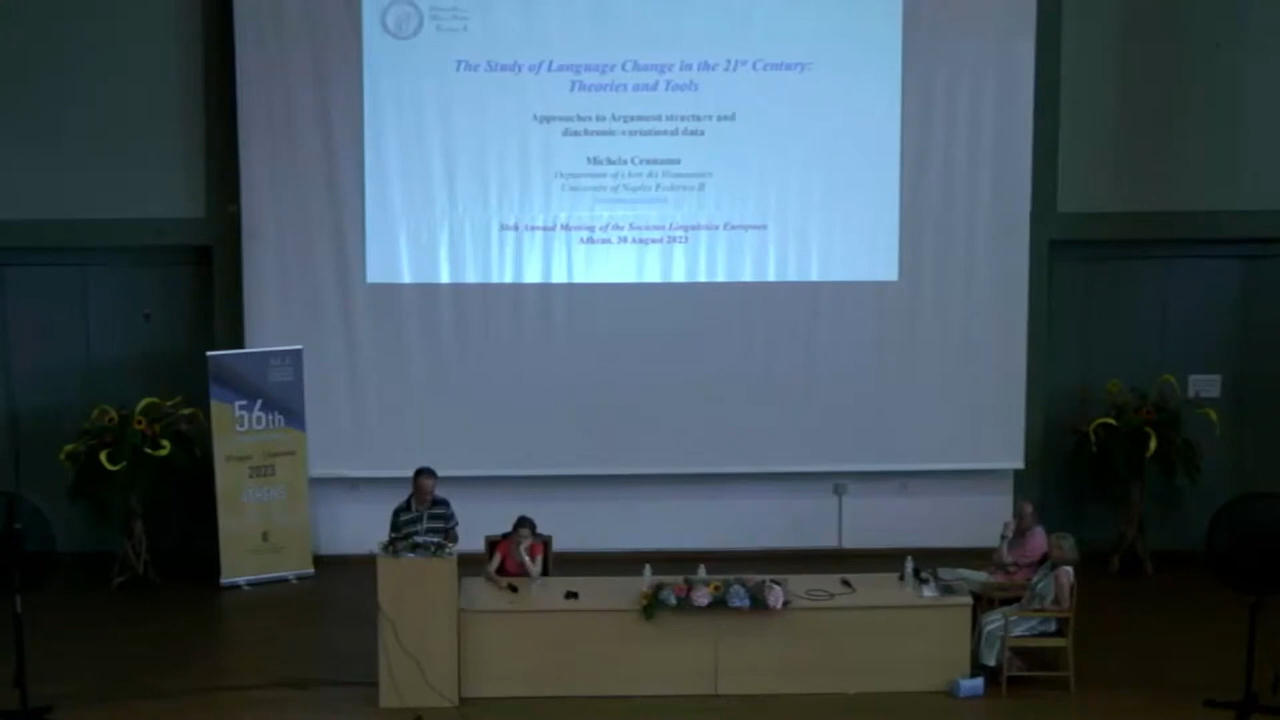 The Study of Language Change in the 21st Century:
Theories and Tools
Approaches to Argument structure and
diachronic-variational data
Michela Cennamo
Department of
University of Naples Federico II
56th Annual Meeting of the Societas Linguistica Europaea
Athens, 30 August 2023
56th
2023
ATHENS